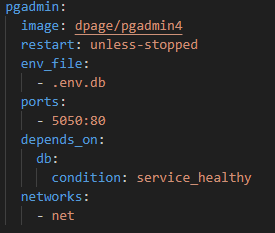 pgadmin:
  image: dpage/pgadmin4
  restart: unless-stopped
  env_file:
    - .env.db
  ports:
    - 5050:80
  depends_on:
    db:
      condition: service_healthy
  networks:
    - net